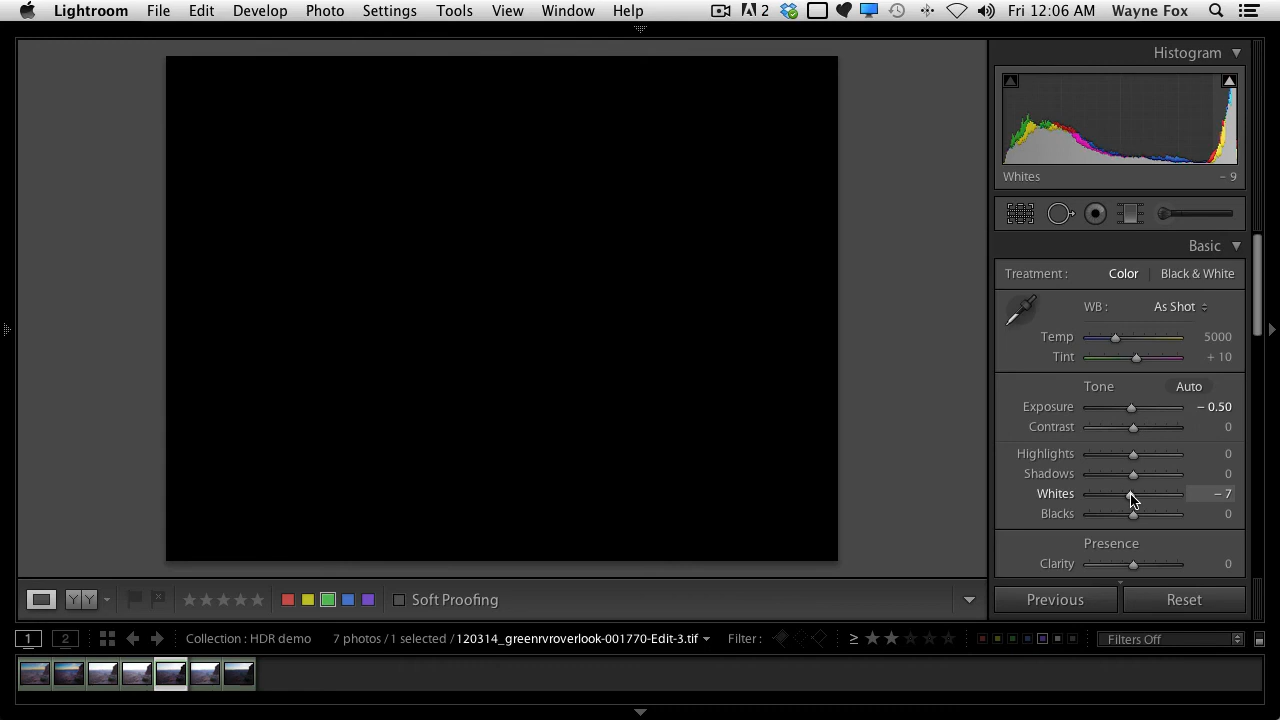 Lightroom File Edit Develop Photo Settings Tools View Window Help 2 Fri 12:06 AM Wayne Fox
Histogram
Whites – 9
Basic
Treatment : Color Black & White
WB : As Shot
Temp 5000
Tint + 10
Tone Auto
Exposure – 0.50
Contrast 0
Highlights 0
Shadows 0
Whites – 7
Blacks 0
Presence
Clarity 0
Y Y Soft Proofing Previous Reset
1 2 Collection : HDR demo 7 photos / 1 selected / 120314_greenrvroverlook-001770-Edit-3.tif Filter : ≥ Filters Off